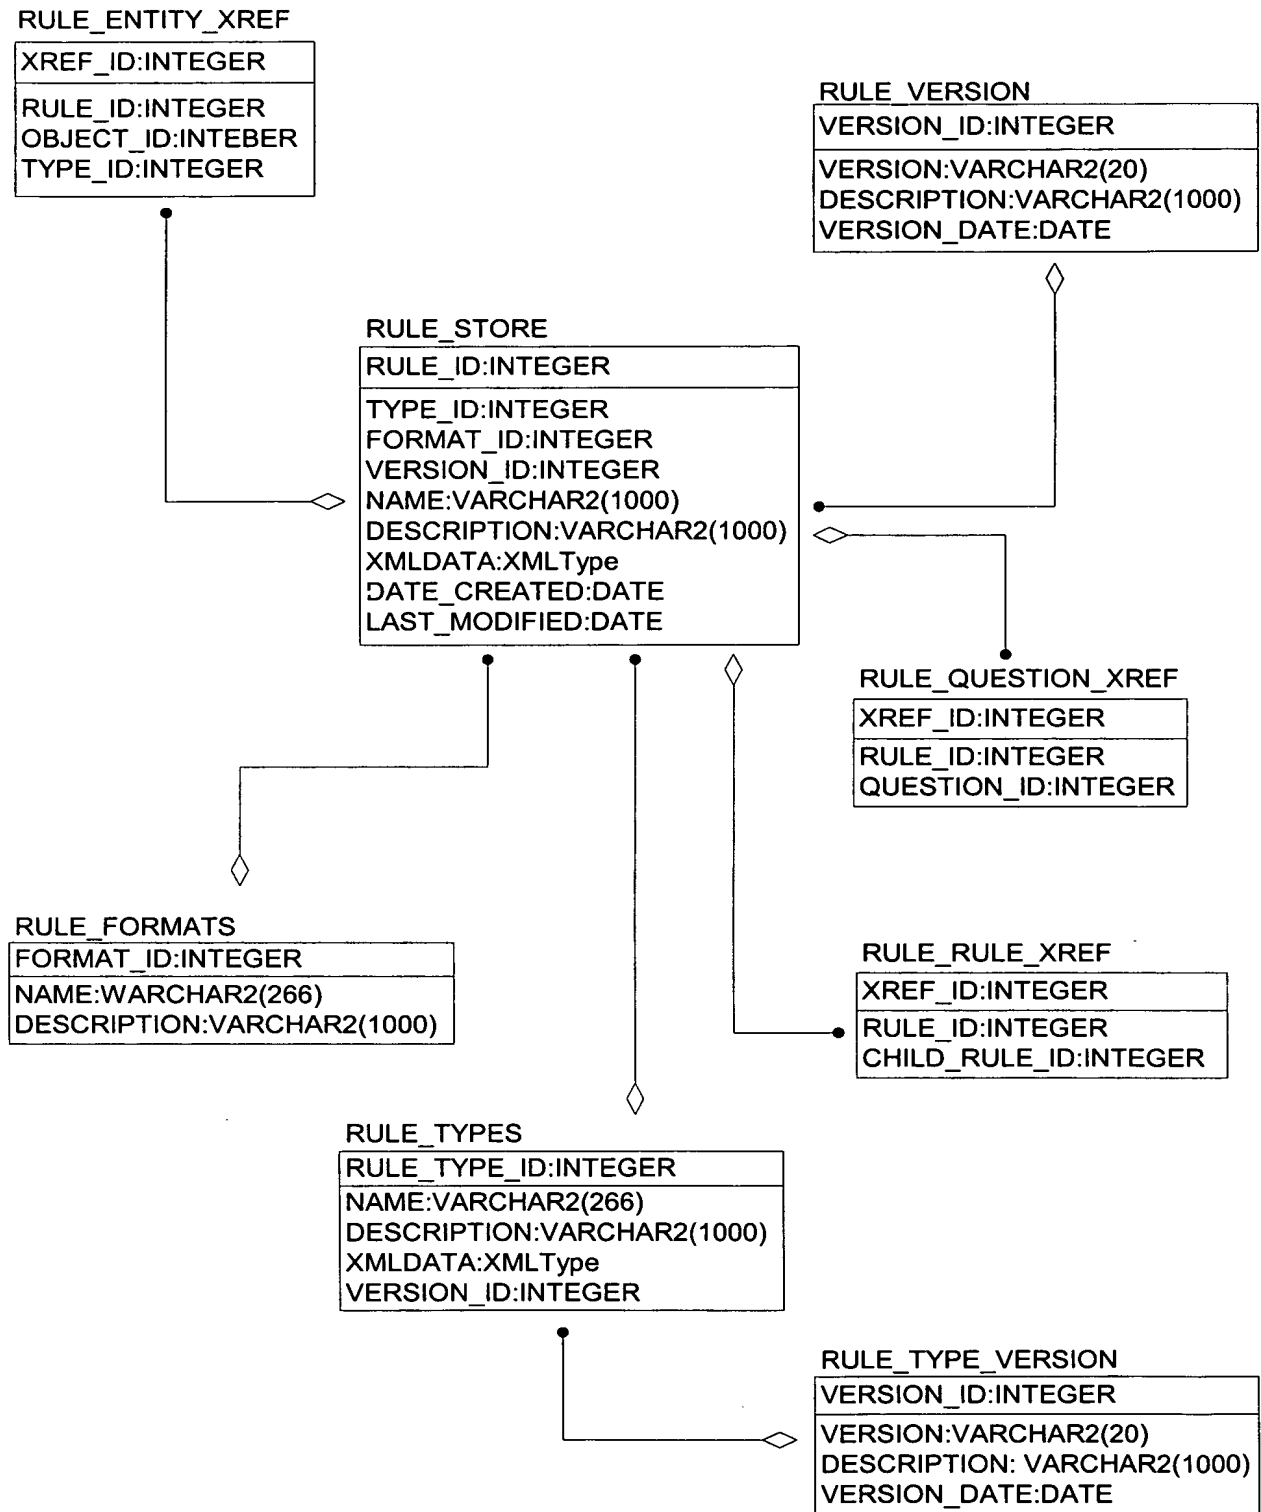 RULE_ENTITY_XREF
XREF_ID:INTEGER
RULE_ID:INTEGER
OBJECT_ID:INTEBER
TYPE_ID:INTEGER
RULE_VERSION
VERSION_ID:INTEGER
VERSION:VARCHAR2(20)
DESCRIPTION:VARCHAR2(1000)
VERSION_DATE:DATE
RULE_STORE
RULE_ID:INTEGER
TYPE_ID:INTEGER
FORMAT_ID:INTEGER
VERSION_ID:INTEGER
NAME:VARCHAR2(1000)
DESCRIPTION:VARCHAR2(1000)
XMLDATA:XMLType
DATE_CREATED:DATE
LAST_MODIFIED:DATE
RULE_QUESTION_XREF
XREF_ID:INTEGER
RULE_ID:INTEGER
QUESTION_ID:INTEGER
RULE_FORMATS
FORMAT_ID:INTEGER
NAME:WARCHAR2(266)
DESCRIPTION:VARCHAR2(1000)
RULE_RULE_XREF
XREF_ID:INTEGER
RULE_ID:INTEGER
CHILD_RULE_ID:INTEGER
RULE_TYPES
RULE_TYPE_ID:INTEGER
NAME:VARCHAR2(266)
DESCRIPTION:VARCHAR2(1000)
XMLDATA:XMLType
VERSION_ID:INTEGER
RULE_TYPE_VERSION
VERSION_ID:INTEGER
VERSION:VARCHAR2(20)
DESCRIPTION: VARCHAR2(1000)
VERSION_DATE:DATE